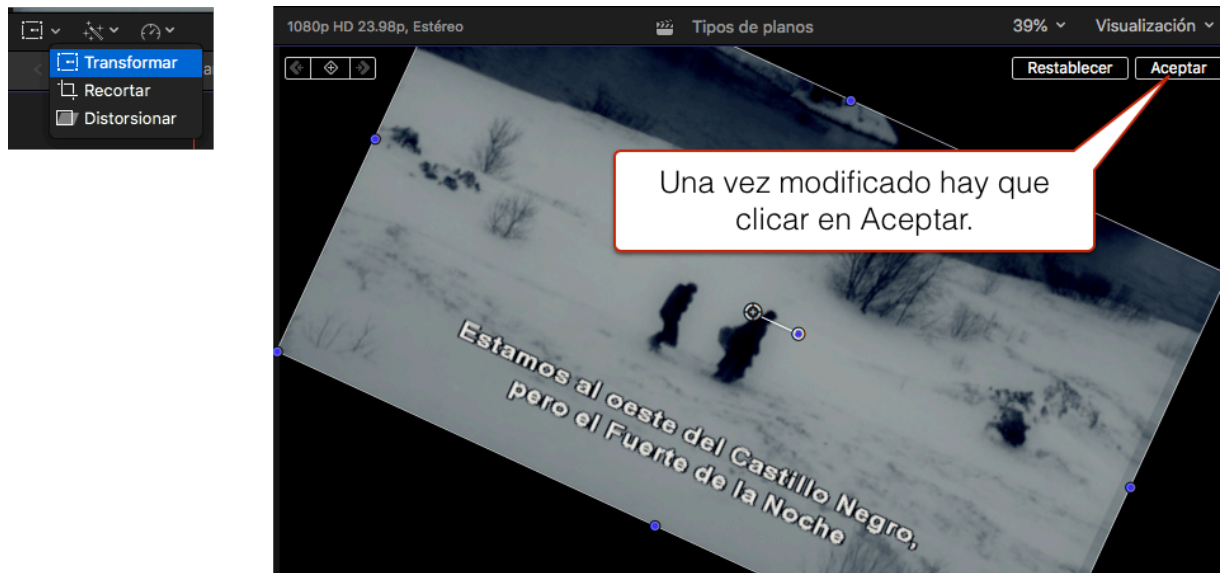 Transformar
Recortar
Distorsionar
1080p HD 23.98p, Estéreo
Tipos de planos
39%
Visualización
Restablecer
Aceptar
Una vez modificado hay que
clicar en Aceptar.
Estamos al oeste del Castillo Negro,
pero el Fuerte de la Noche